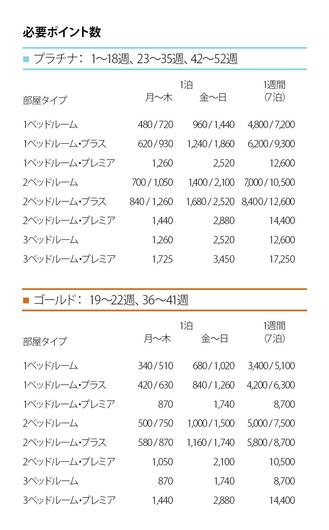 必要ポイント数
■ プラチナ： 1～18週、23～35週、42～52週
1泊 1週間
部屋タイプ 月～木 金～日 （7泊）
1ベッドルーム 480/720 960/1,440 4,800/7,200
1ベッドルーム・プラス 620/930 1,240/1,860 6,200/9,300
1ベッドルーム・プレミア 1,260 2,520 12,600
2ベッドルーム 700/1,050 1,400/2,100 7,000/10,500
2ベッドルーム・プラス 840/1,260 1,680/2,520 8,400/12,600
2ベッドルーム・プレミア 1,440 2,880 14,400
3ベッドルーム 1,260 2,520 12,600
3ベッドルーム・プレミア 1,725 3,450 17,250
■ ゴールド： 19～22週、36～41週
1泊 1週間
部屋タイプ 月～木 金～日 （7泊）
1ベッドルーム 340/510 680/1,020 3,400/5,100
1ベッドルーム・プラス 420/630 840/1,260 4,200/6,300
1ベッドルーム・プレミア 870 1,740 8,700
2ベッドルーム 500/750 1,000/1,500 5,000/7,500
2ベッドルーム・プラス 580/870 1,160/1,740 5,800/8,700
2ベッドルーム・プレミア 1,050 2,100 10,500
3ベッドルーム 870 1,740 8,700
3ベッドルーム・プレミア 1,440 2,880 14,400